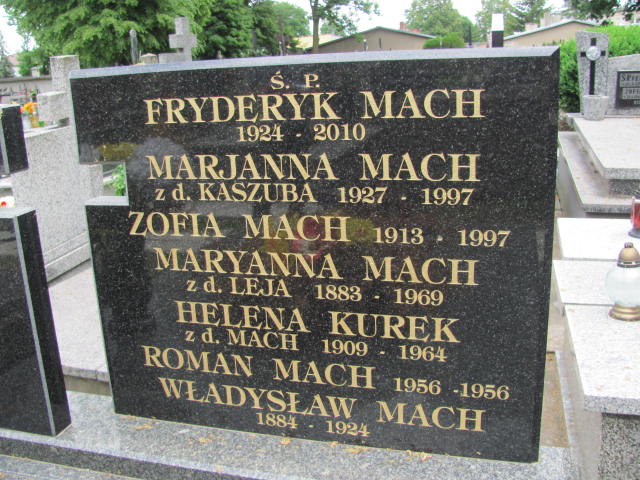 Ś. P.
FRYDERYK MACH
1924 - 2010
MARJANNA MACH
z d. KASZUBA 1927 - 1997
ZOFIA MACH 1913 - 1997
MARYANNA MACH
z d. LEJA 1883 - 1969
HELENA KUREK
z d. MACH 1909 - 1964
ROMAN MACH 1956 - 1956
WŁADYSŁAW MACH
1884 - 1924